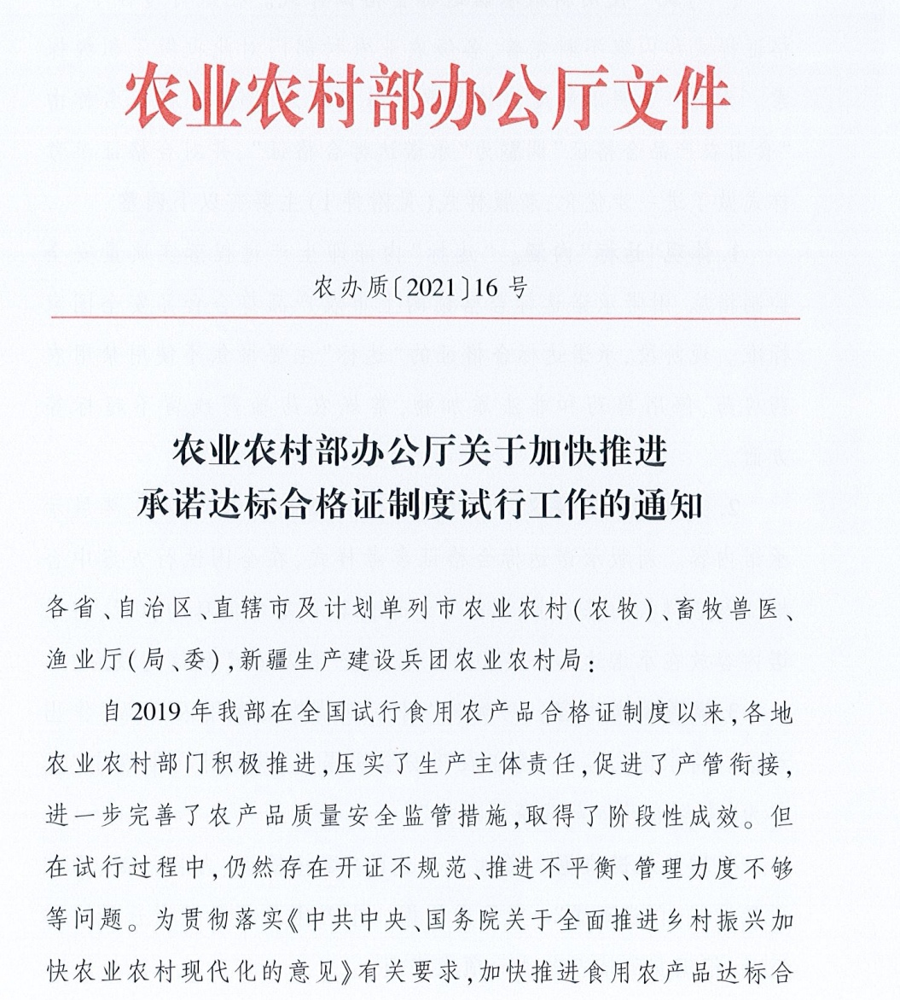 农业农村部办公厅文件
农办质〔2021〕16号
农业农村部办公厅关于加快推进
承诺达标合格证制度试行工作的通知
各省、自治区、直辖市及计划单列市农业农村(农牧)、畜牧兽医、
渔业厅(局、委),新疆生产建设兵团农业农村局:
自2019年我部在全国试行食用农产品合格证制度以来,各地
农业农村部门积极推进,压实了生产主体责任,促进了产管衔接,
进一步完善了农产品质量安全监管措施,取得了阶段性成效。但
在试行过程中,仍然存在开证不规范、推进不平衡、管理力度不够
等问题。为贯彻落实《中共中央、国务院关于全面推进乡村振兴加
快农业农村现代化的意见》有关要求,加快推进食用农产品达标合